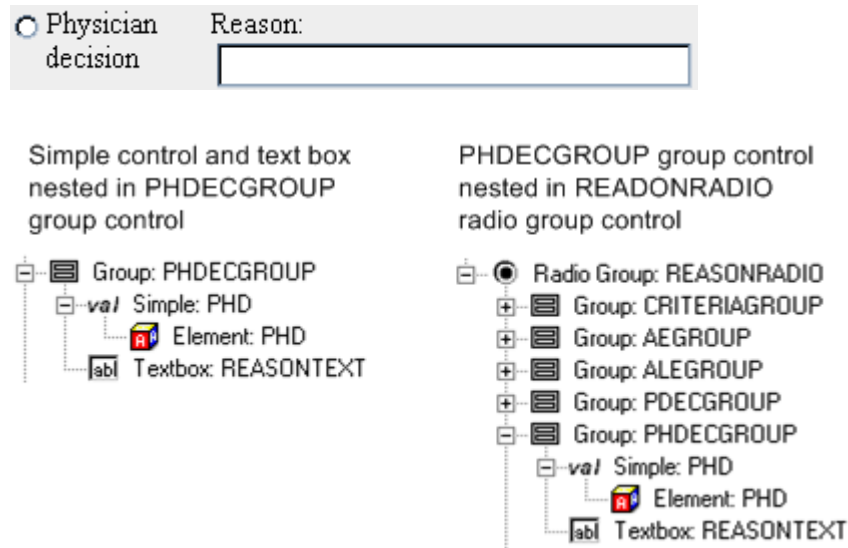 Physician Reason:
decision
Simple control and text box
nested in PHDECGROUP
group control
Group: PHDECGROUP
val Simple: PHD
Element: PHD
abl Textbox: REASONTEXT
PHDECGROUP group control
nested in READONRADIO
radio group control
Radio Group: REASONRADIO
Group: CRITERIAGROUP
Group: AEGROUP
Group: ALEGROUP
Group: PDECGROUP
Group: PHDECGROUP
val Simple: PHD
Element: PHD
abl Textbox: REASONTEXT